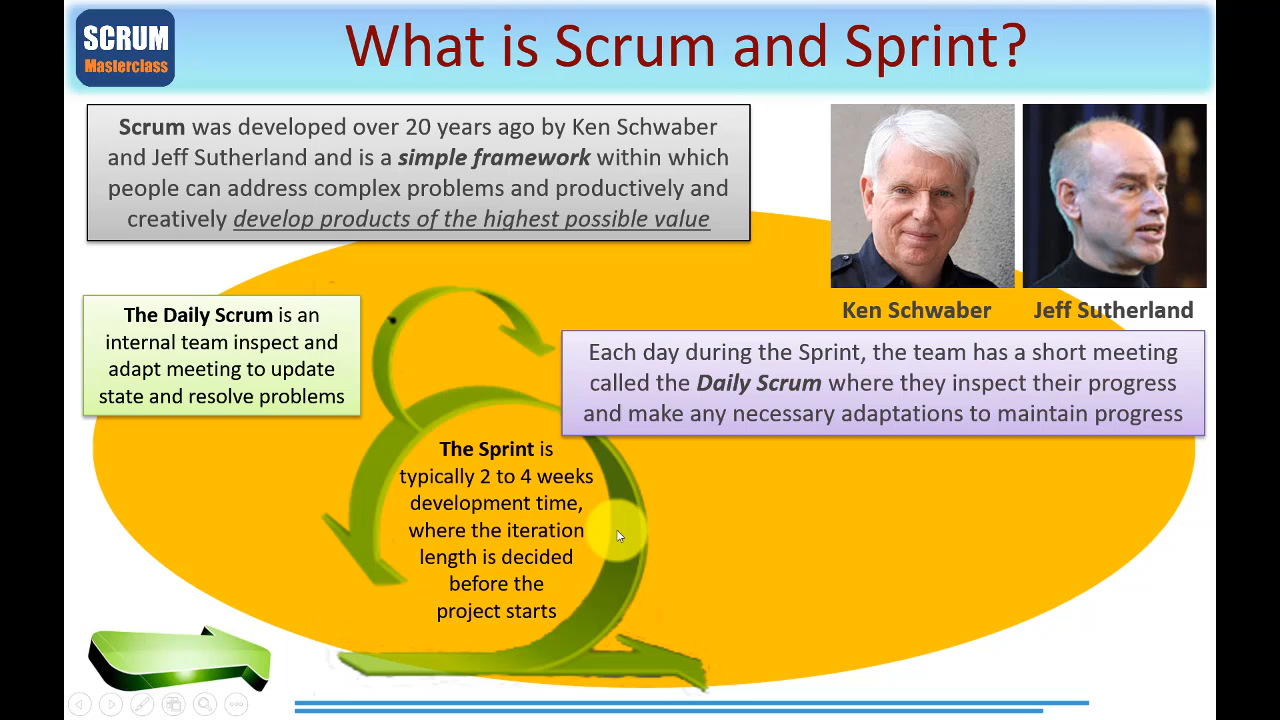 SCRUM
Masterclass
What is Scrum and Sprint?
Scrum was developed over 20 years ago by Ken Schwaber
and Jeff Sutherland and is a simple framework within which
people can address complex problems and productively and
creatively develop products of the highest possible value
Ken Schwaber
Jeff Sutherland
The Daily Scrum is an
internal team inspect and
adapt meeting to update
state and resolve problems
Each day during the Sprint, the team has a short meeting
called the Daily Scrum where they inspect their progress
and make any necessary adaptations to maintain progress
The Sprint is
typically 2 to 4 weeks
development time,
where the iteration
length is decided
before the
project starts